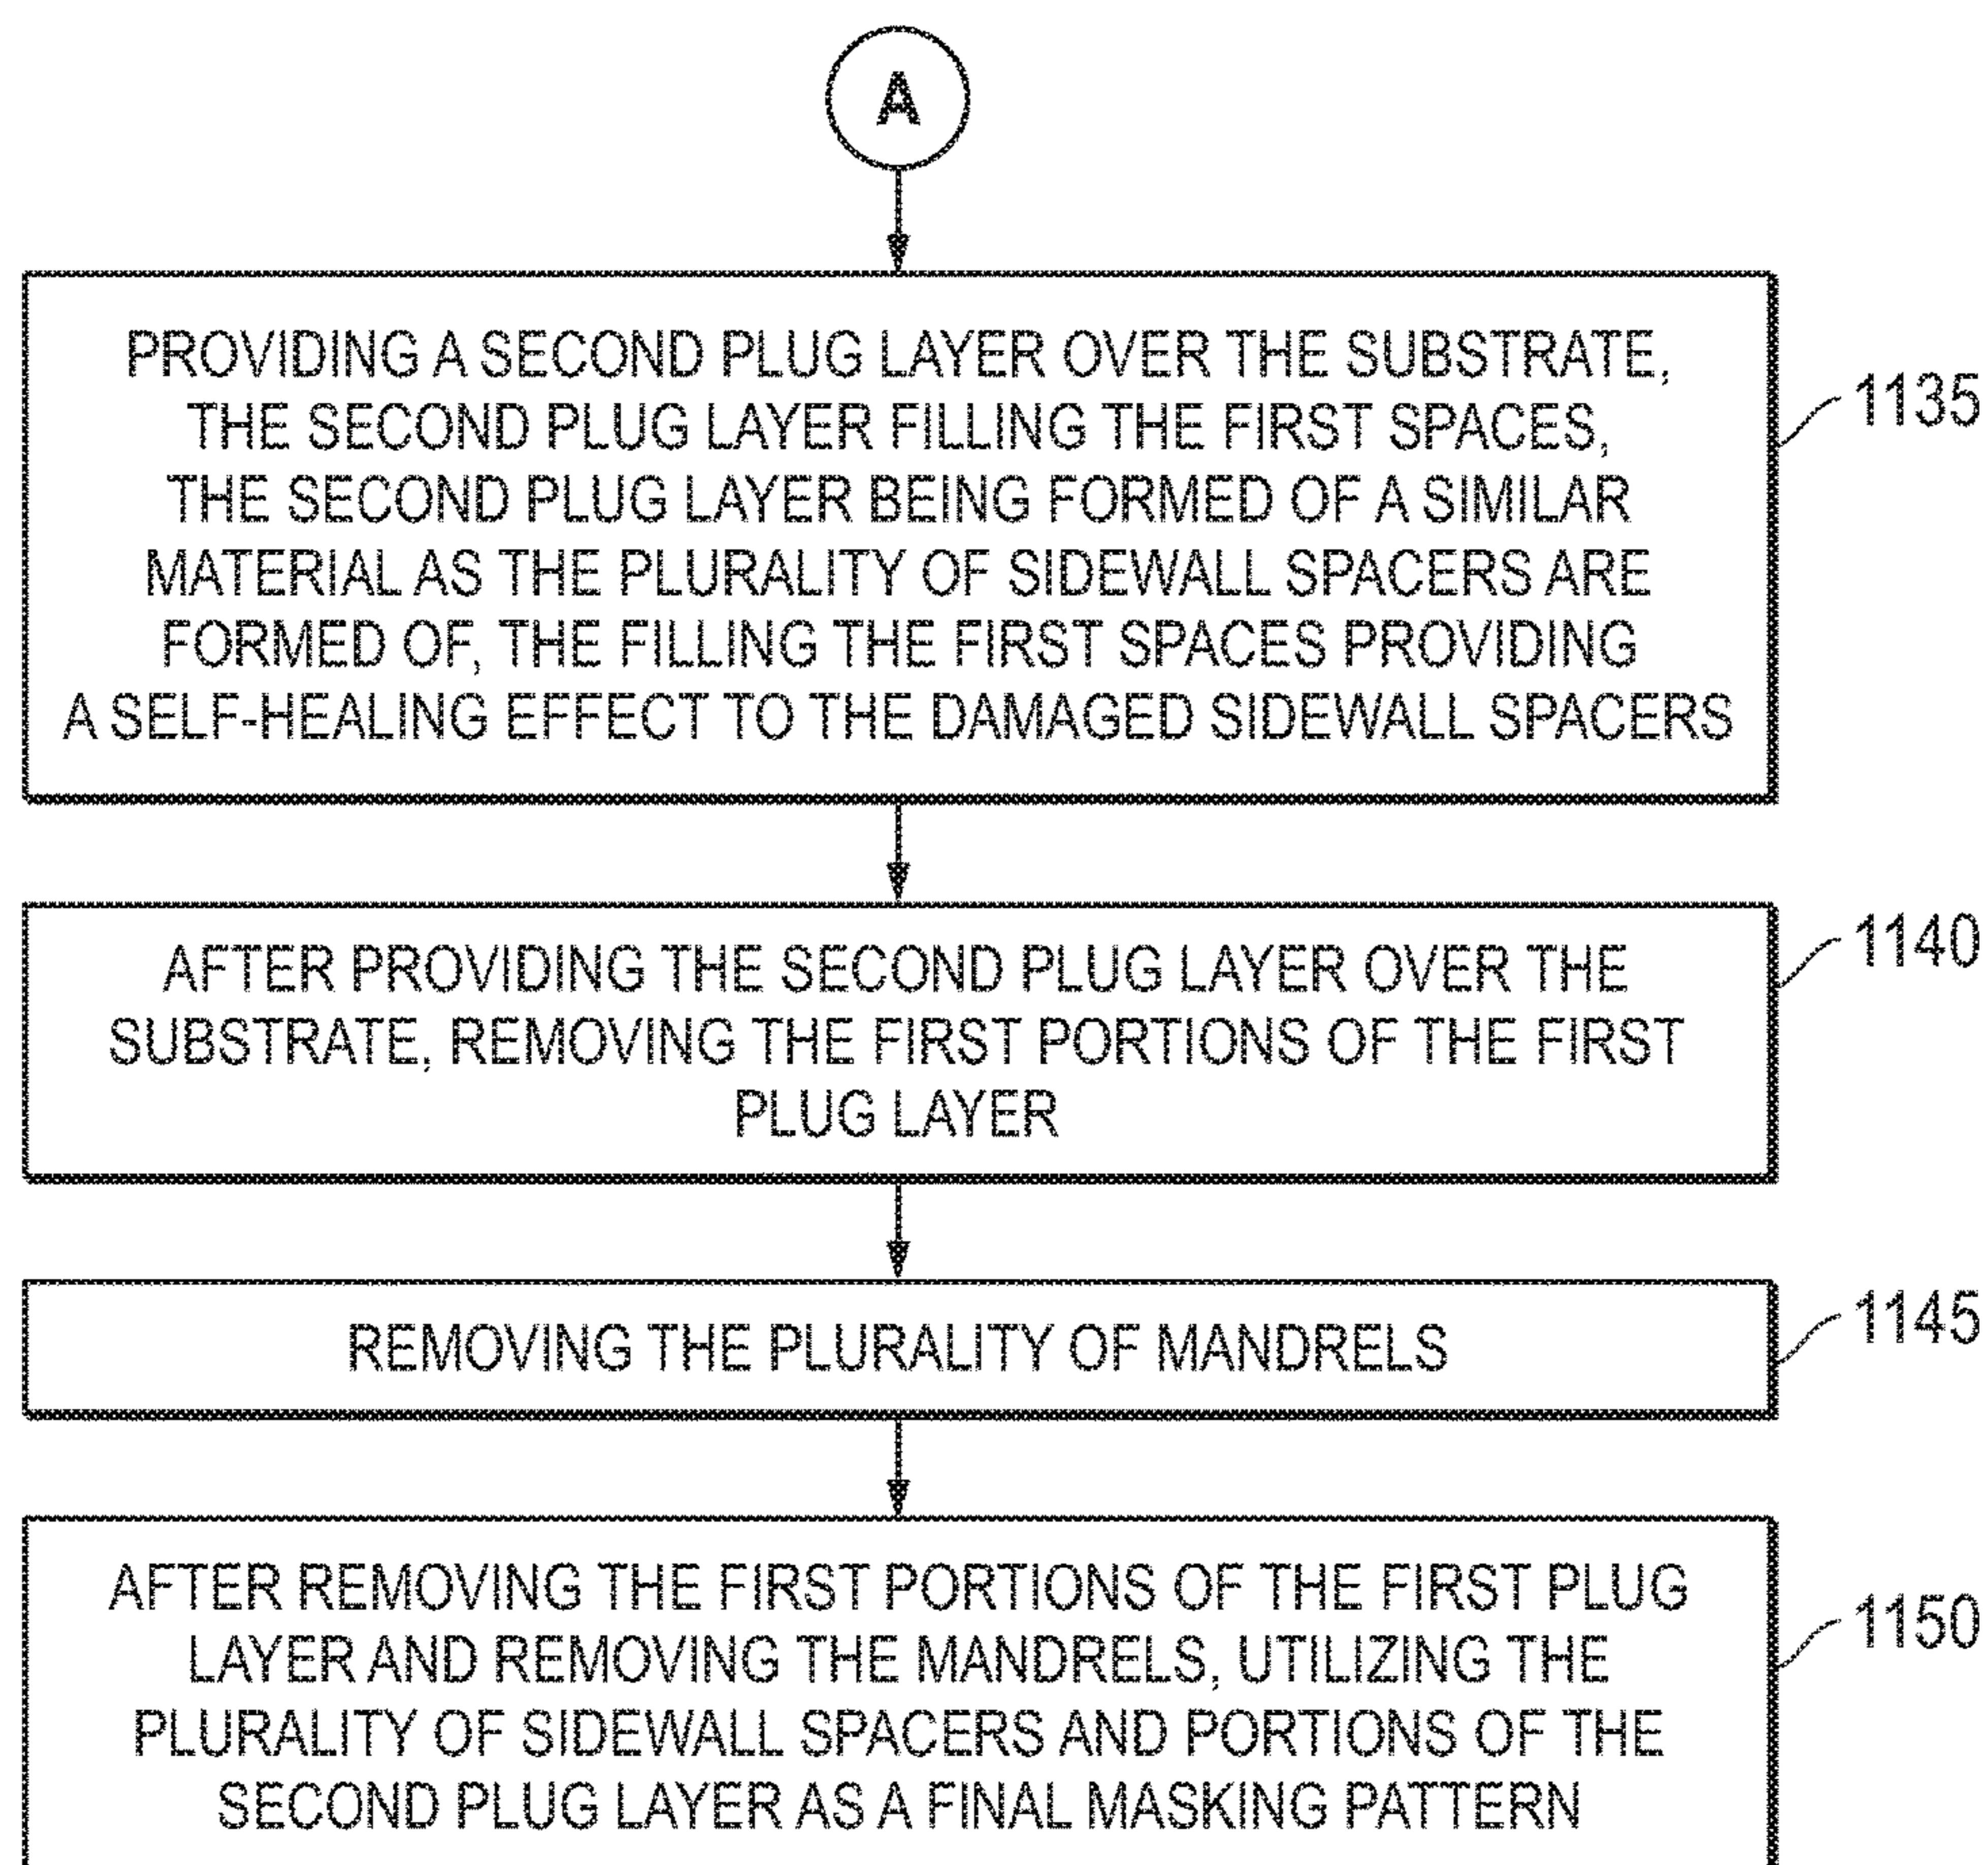 A
PROVIDING A SECOND PLUG LAYER OVER THE SUBSTRATE,
THE SECOND PLUG LAYER FILLING THE FIRST SPACES,
THE SECOND PLUG LAYER BEING FORMED OF A SIMILAR
MATERIAL AS THE PLURALITY OF SIDEWALL SPACERS ARE
FORMED OF, THE FILLING THE FIRST SPACES PROVIDING
A SELF-HEALING EFFECT TO THE DAMAGED SIDEWALL SPACERS
1135
AFTER PROVIDING THE SECOND PLUG LAYER OVER THE
SUBSTRATE, REMOVING THE FIRST PORTIONS OF THE FIRST
PLUG LAYER
1140
REMOVING THE PLURALITY OF MANDRELS
1145
AFTER REMOVING THE FIRST PORTIONS OF THE FIRST PLUG
LAYER AND REMOVING THE MANDRELS, UTILIZING THE
PLURALITY OF SIDEWALL SPACERS AND PORTIONS OF THE
SECOND PLUG LAYER AS A FINAL MASKING PATTERN
1150